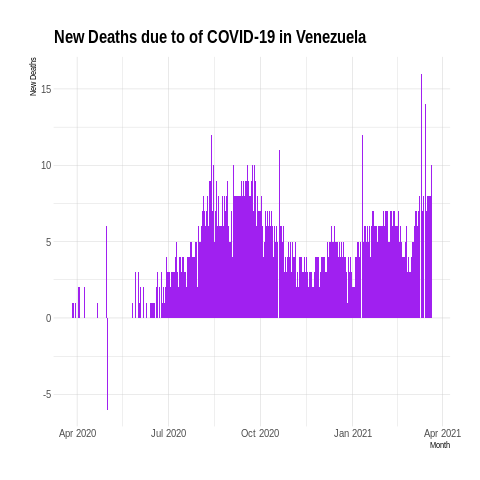 New Deaths due to of COVID-19 in Venezuela
New Deaths
15
10
5
0
-5
Apr 2020 Jul 2020 Oct 2020 Jan 2021 Apr 2021
Month